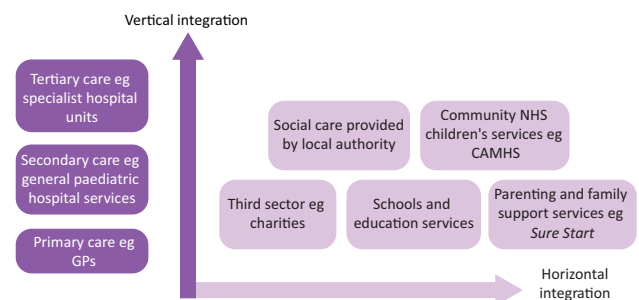 Vertical integration
Tertiary care eg
specialist hospital
units
Secondary care eg
general paediatric
hospital services
Primary care eg
GPs
Social care provided
by local authority
Community NHS
children's services eg
CAMHS
Third sector eg
charities
Schools and
education services
Parenting and family
support services eg
Sure Start
Horizontal
integration